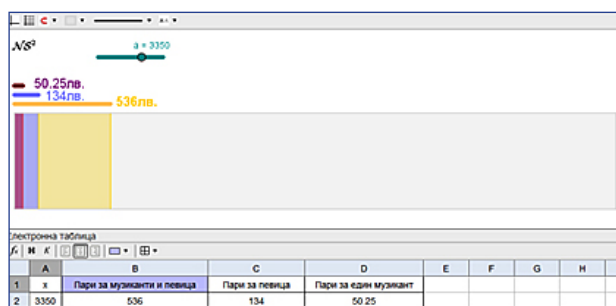 NS²
a = 3350
50.25лв.
134лв.
536лв.
Електронна таблица
A B C D E F G H
1 x Пари за музиканти и певица Пари за певица Пари за един музикант
2 3350 536 134 50.25